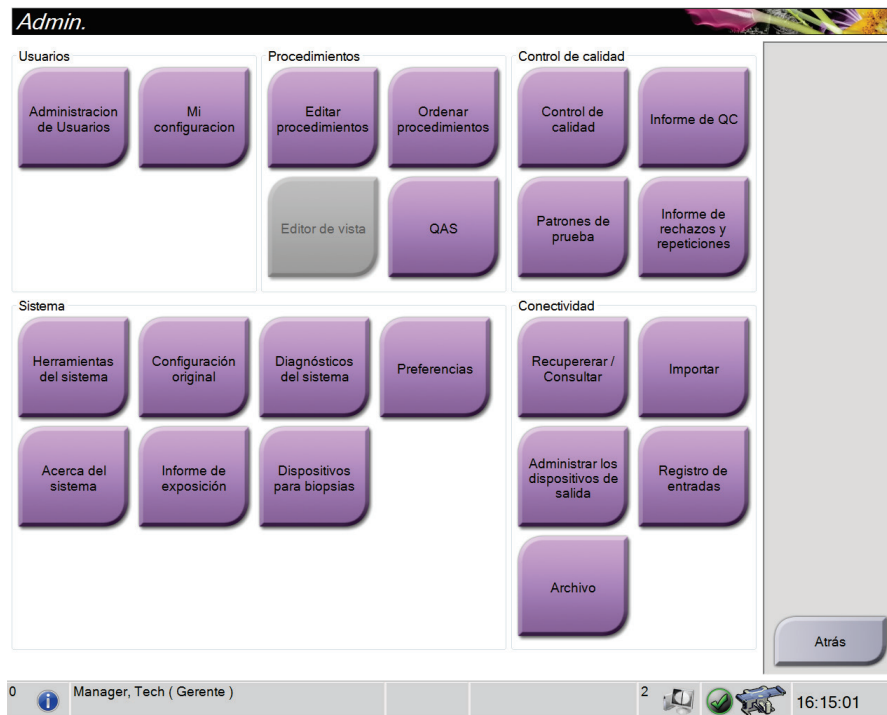 Admin.
Usuarios
Administracion
de Usuarios
Mi
configuracion
Procedimientos
Editar
procedimientos
Ordenar
procedimientos
Editor de vista
QAS
Control de calidad
Control de
calidad
Informe de QC
Patrones de
prueba
Informe de
rechazos y
repeticiones
Sistema
Herramientas
del sistema
Configuración
original
Diagnósticos
del sistema
Preferencias
Acerca del
sistema
Informe de
exposición
Dispositivos
para biopsias
Conectividad
Recupererar /
Consultar
Importar
Administrar los
dispositivos de
salida
Registro de
entradas
Archivo
Atrás
0
Manager, Tech ( Gerente )
2
16:15:01